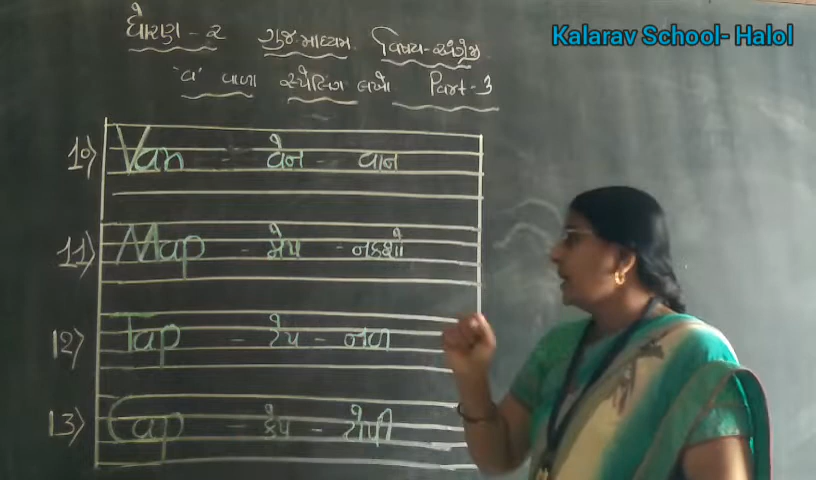 Kalarav School- Halol
ધોરણ - ૨ ગુજ. માધ્યમ વિષય - અંગ્રેજી
'a' વાળા સ્પેલિંગ લખો Part - 3
10) Van - વેન - વાન
11) Map - મેપ - નકશો
12) Tap - ટેપ - નળ
13) Cap - કેપ - ટોપી